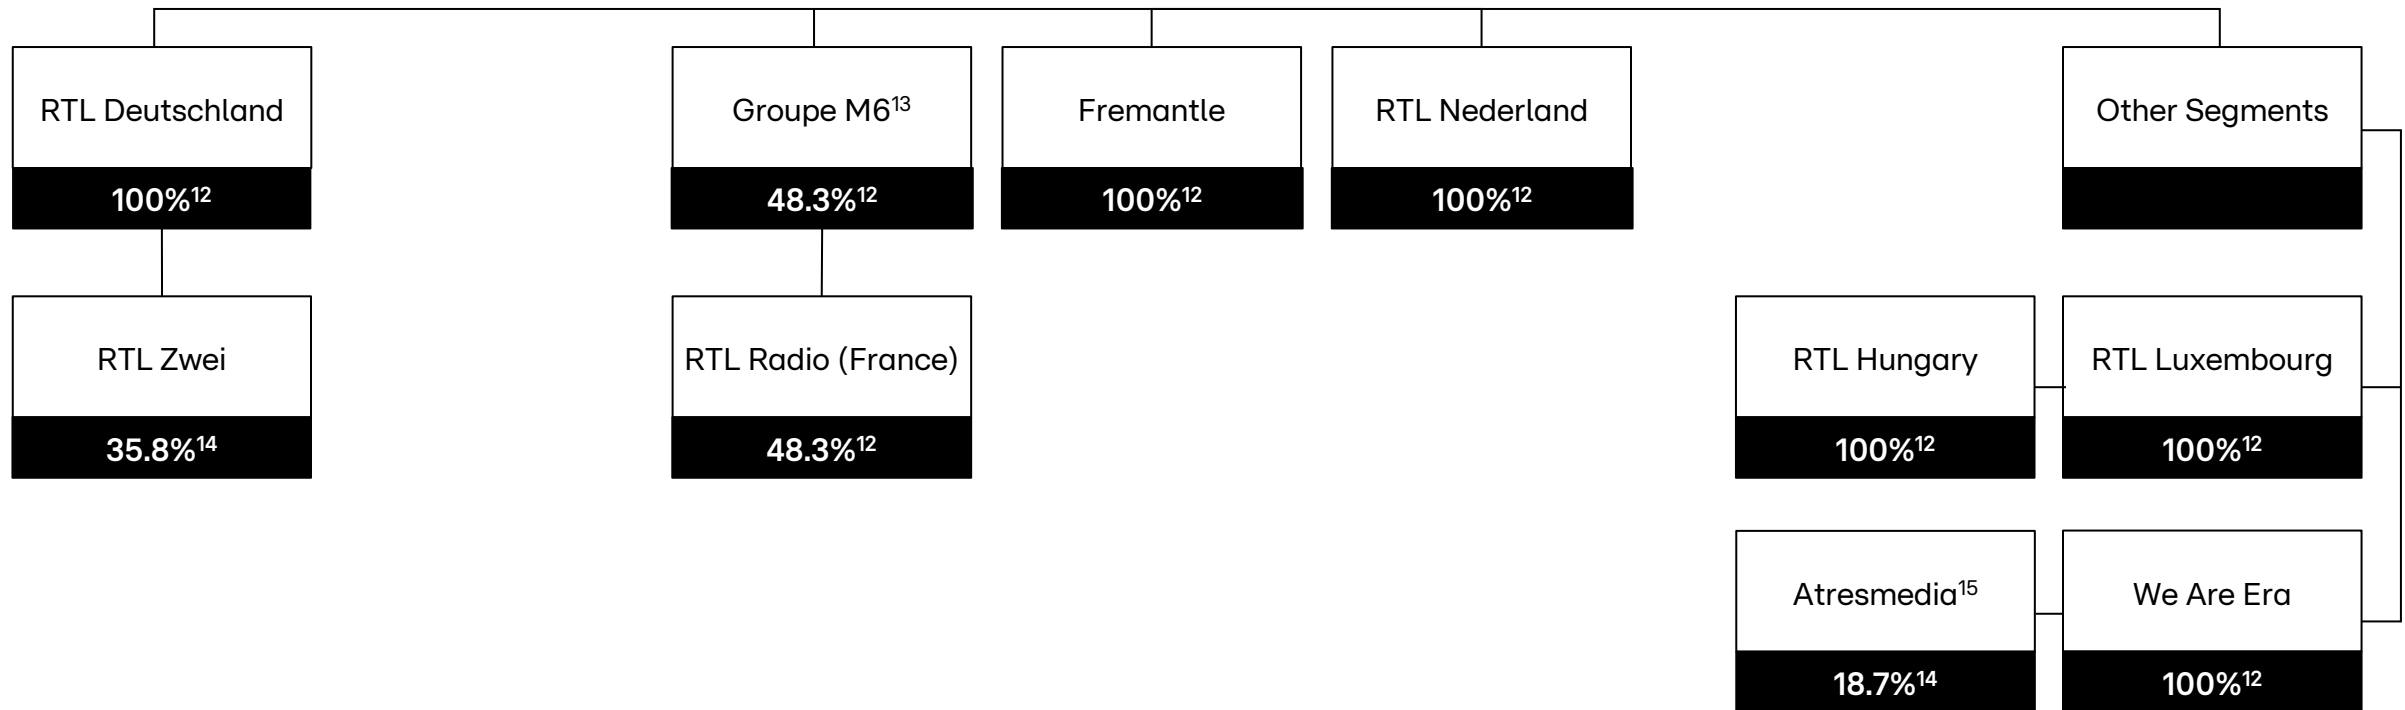 RTL Deutschland
100%¹²
Groupe M6¹³
48.3%¹²
Fremantle
100%¹²
RTL Nederland
100%¹²
Other Segments
RTL Zwei
35.8%¹⁴
RTL Radio (France)
48.3%¹²
RTL Hungary
100%¹²
RTL Luxembourg
100%¹²
Atresmedia¹⁵
18.7%¹⁴
We Are Era
100%¹²